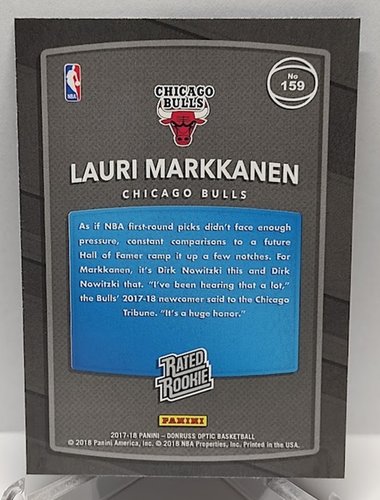 NBA
No
159
CHICAGO
BULLS
LAURI MARKKANEN
CHICAGO BULLS
As if NBA first-round picks didn't face enough
pressure, constant comparisons to a future
Hall of Famer ramp it up a few notches. For
Markkanen, it's Dirk Nowitzki this and Dirk
Nowitzki that. "I've been hearing that a lot,"
the Bulls' 2017-18 newcomer said to the Chicago
Tribune. "It's a huge honor."
RATED
ROOKIE
PANINI
2017-18 PANINI – DONRUSS OPTIC BASKETBALL
© 2018 Panini America, Inc. © 2018 NBA Properties, Inc. Printed in the USA.